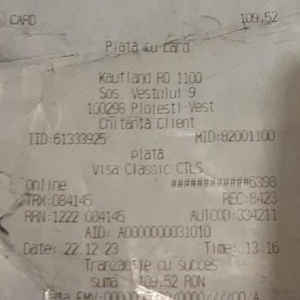 CARD 109.52
Plată cu card
Kaufland RO 1100
Sos. Vestului 9
100298 Ploiesti-Vest
Chitanta Client
TID:61333925 MID:82001100
plată
Visa Classic CTLS
Online ############6398
TRX:084145 REC:8423
RRN:1222 084145 AUTCOD:334211
AID: A0000000031010
Date: 22.12.23 Time: 13:16
Tranzactie cu succes
suma 109.52 RON